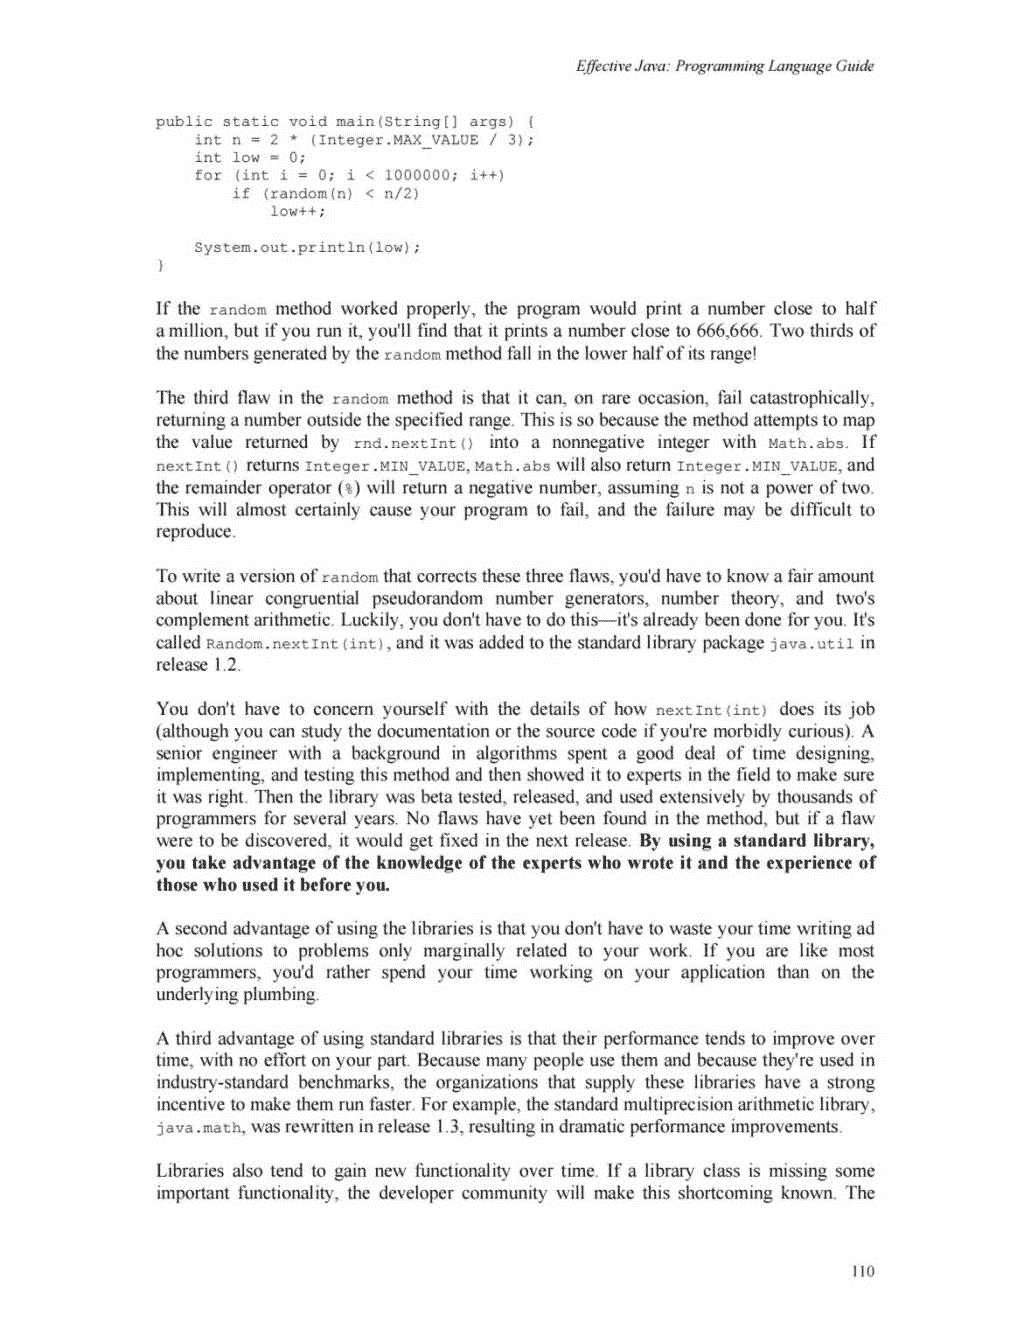 Effective Java: Programming Language Guide
public static void main(String[] args) {
    int n = 2 * (Integer.MAX_VALUE / 3);
    int low = 0;
    for (int i = 0; i < 1000000; i++)
        if (random(n) < n/2)
            low++;
    System.out.println(low);
}
If the random method worked properly, the program would print a number close to half
a million, but if you run it, you'll find that it prints a number close to 666,666. Two thirds of
the numbers generated by the random method fall in the lower half of its range!
The third flaw in the random method is that it can, on rare occasion, fail catastrophically,
returning a number outside the specified range. This is so because the method attempts to map
the value returned by rnd.nextInt() into a nonnegative integer with Math.abs. If
nextInt() returns Integer.MIN_VALUE, Math.abs will also return Integer.MIN_VALUE, and
the remainder operator (%) will return a negative number, assuming n is not a power of two.
This will almost certainly cause your program to fail, and the failure may be difficult to
reproduce.
To write a version of random that corrects these three flaws, you'd have to know a fair amount
about linear congruential pseudorandom number generators, number theory, and two's
complement arithmetic. Luckily, you don't have to do this—it's already been done for you. It's
called Random.nextInt(int), and it was added to the standard library package java.util in
release 1.2.
You don't have to concern yourself with the details of how nextInt(int) does its job
(although you can study the documentation or the source code if you're morbidly curious). A
senior engineer with a background in algorithms spent a good deal of time designing,
implementing, and testing this method and then showed it to experts in the field to make sure
it was right. Then the library was beta tested, released, and used extensively by thousands of
programmers for several years. No flaws have yet been found in the method, but if a flaw
were to be discovered, it would get fixed in the next release. By using a standard library,
you take advantage of the knowledge of the experts who wrote it and the experience of
those who used it before you.
A second advantage of using the libraries is that you don't have to waste your time writing ad
hoc solutions to problems only marginally related to your work. If you are like most
programmers, you'd rather spend your time working on your application than on the
underlying plumbing.
A third advantage of using standard libraries is that their performance tends to improve over
time, with no effort on your part. Because many people use them and because they're used in
industry-standard benchmarks, the organizations that supply these libraries have a strong
incentive to make them run faster. For example, the standard multiprecision arithmetic library,
java.math, was rewritten in release 1.3, resulting in dramatic performance improvements.
Libraries also tend to gain new functionality over time. If a library class is missing some
important functionality, the developer community will make this shortcoming known. The
110